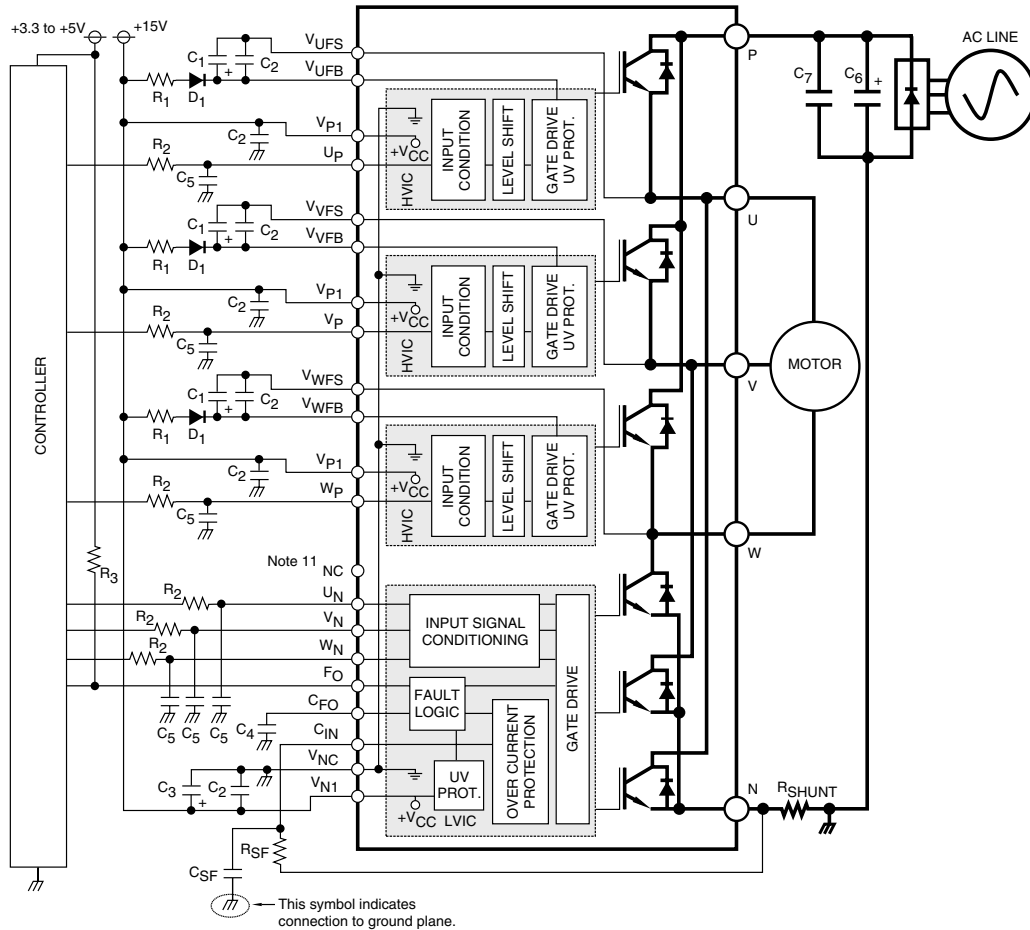 +3.3 to +5V
+15V
CONTROLLER
C1
+
C2
VUFS
VUFB
R1
D1
C2
VP1
R2
UP
C5
HVIC
+VCC
INPUT CONDITION
LEVEL SHIFT
GATE DRIVE UV PROT.
C1
+
C2
VVFS
VVFB
R1
D1
C2
VP1
R2
VP
C5
HVIC
+VCC
INPUT CONDITION
LEVEL SHIFT
GATE DRIVE UV PROT.
C1
+
C2
VWFS
VWFB
R1
D1
C2
VP1
R2
WP
C5
HVIC
+VCC
INPUT CONDITION
LEVEL SHIFT
GATE DRIVE UV PROT.
P
C7
C6
+
AC LINE
U
V
MOTOR
W
R3
Note 11
NC
R2
UN
R2
VN
R2
WN
FO
C5
C5
C5
C4
CFO
CIN
VNC
VN1
C3
+
C2
INPUT SIGNAL
CONDITIONING
FAULT
LOGIC
GATE DRIVE
OVER CURRENT
PROTECTION
UV
PROT.
+VCC
LVIC
N
RSHUNT
RSF
CSF
This symbol indicates
connection to ground plane.